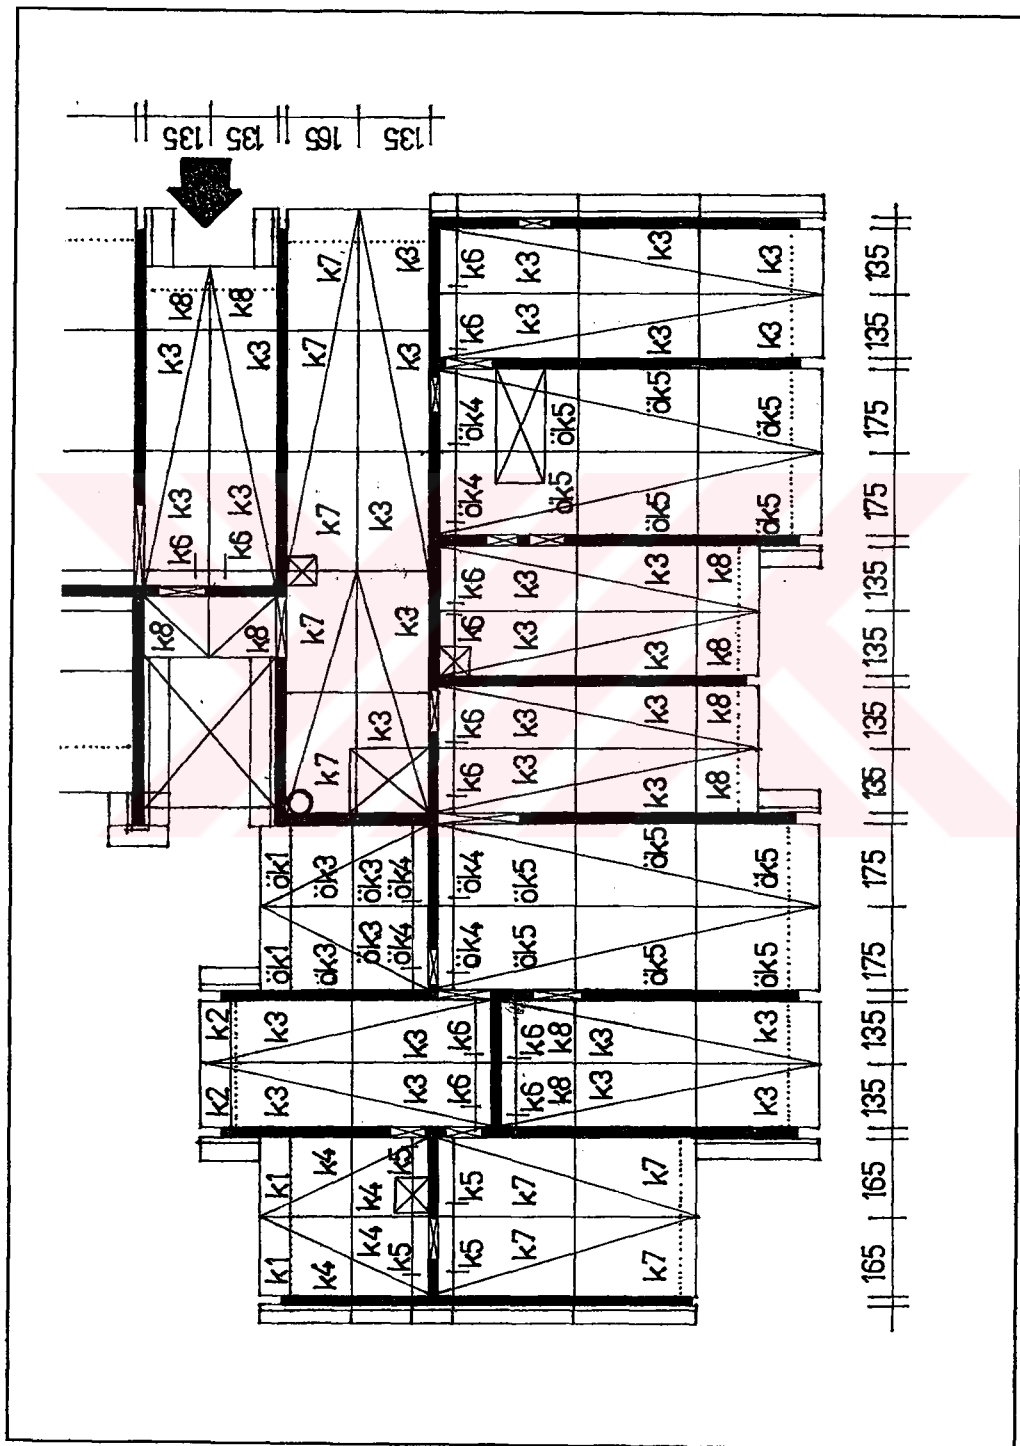 135 135 165 135
k8
k6 k3 k3 k8
k2 k2
k6 k3 k8
k8 k3
k1 k1 k3 k3 ök1 ök1
k4 k4 ök3 ök3 k7 k7 k7 k7 k7
k4 k4 ök3 ök3 k3 k3
k5 k5 k3 k3 ök4 ök4 k3 k3 k3
k5 k5 k6 k6 ök4 ök4 k6 k6 k6 k6 ök4 ök4 k6 k6
k7 k7 k6 k6 ök5 ök5 k3 k3 k3 k3 k3 k3
k8 k8 ök5 ök5
k3 k3
k7 k7 ök5 ök5 k3 k3 k3 k3 ök5 ök5 k3 k3
k8 k8 k8 k8
k3 k3 ök5 ök5 ök5 ök5 k3 k3
165 165 135 135 175 175 135 135 135 135 175 175 135 135